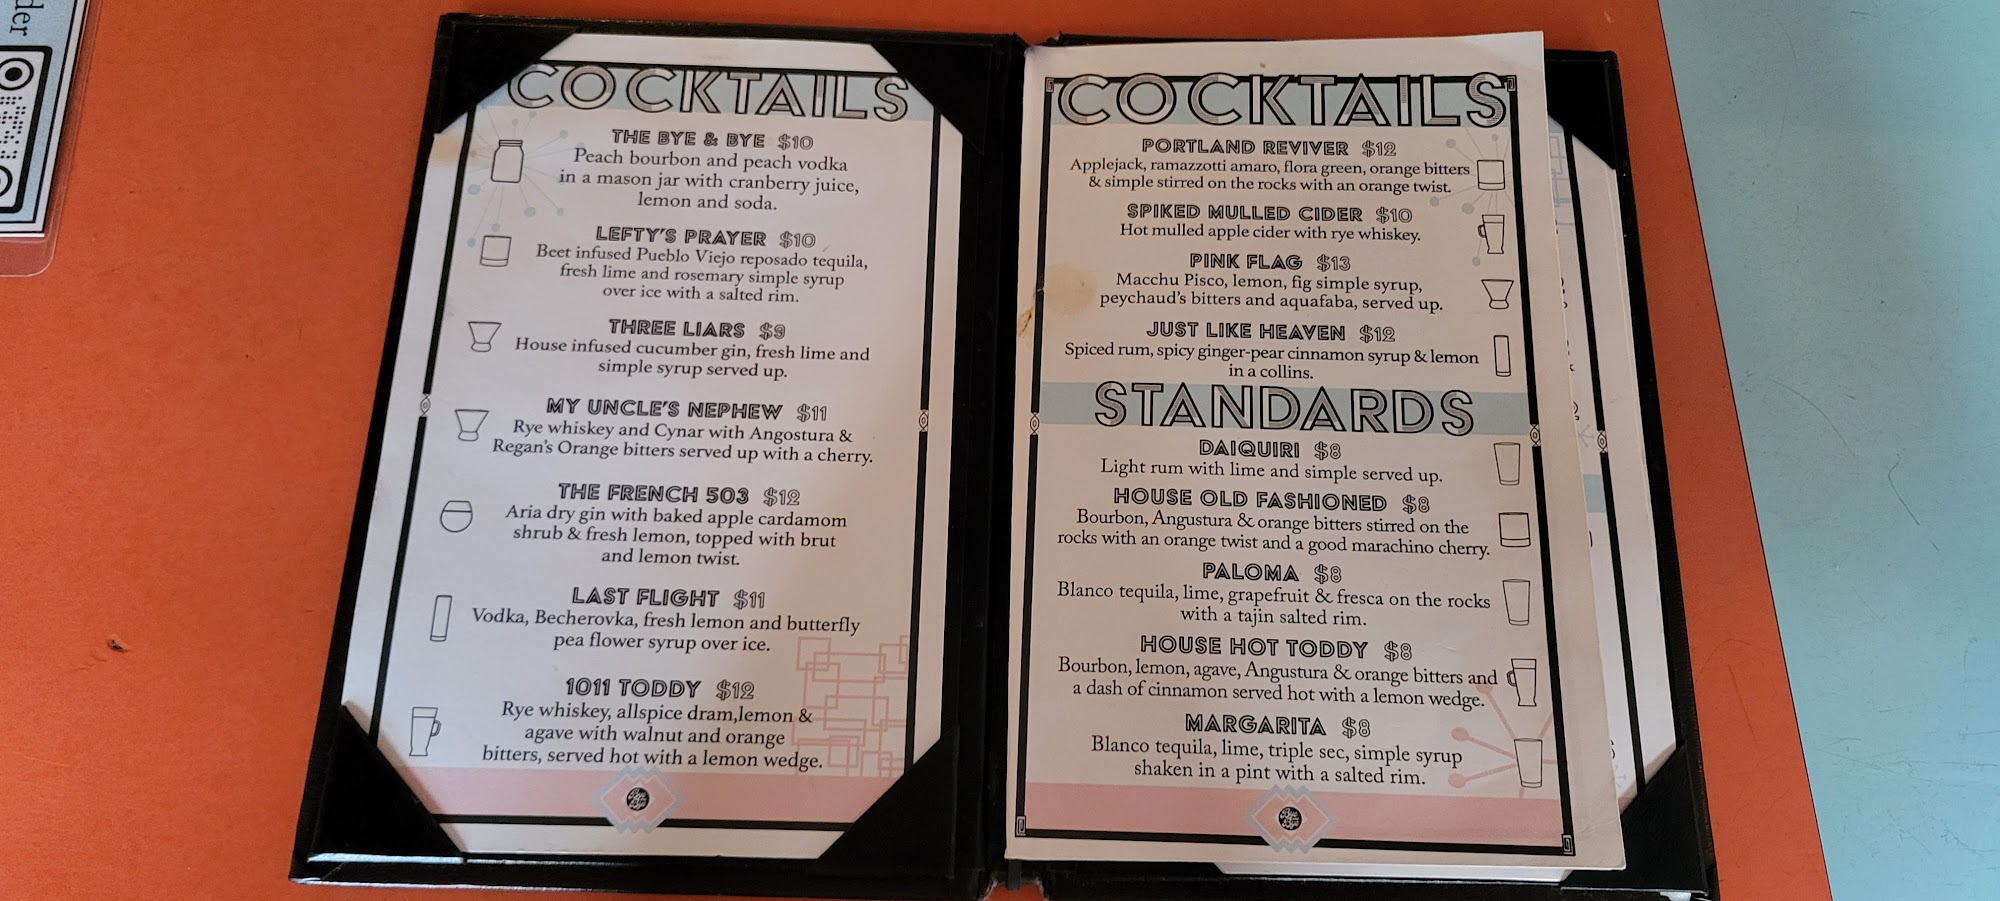 der
COCKTAILS
THE BYE & BYE $10
Peach bourbon and peach vodka
in a mason jar with cranberry juice,
lemon and soda.
LEFTY'S PRAYER $10
Beet infused Pueblo Viejo reposado tequila,
fresh lime and rosemary simple syrup
over ice with a salted rim.
THREE LIARS $9
House infused cucumber gin, fresh lime and
simple syrup served up.
MY UNCLE'S NEPHEW $11
Rye whiskey and Cynar with Angostura &
Regan's Orange bitters served up with a cherry.
THE FRENCH 503 $12
Aria dry gin with baked apple cardamom
shrub & fresh lemon, topped with brut
and lemon twist.
LAST FLIGHT $11
Vodka, Becherovka, fresh lemon and butterfly
pea flower syrup over ice.
1011 TODDY $12
Rye whiskey, allspice dram,lemon &
agave with walnut and orange
bitters, served hot with a lemon wedge.
COCKTAILS
PORTLAND REVIVER $12
Applejack, ramazzotti amaro, flora green, orange bitters
& simple stirred on the rocks with an orange twist.
SPIKED MULLED CIDER $10
Hot mulled apple cider with rye whiskey.
PINK FLAG $13
Macchu Pisco, lemon, fig simple syrup,
peychaud's bitters and aquafaba, served up.
JUST LIKE HEAVEN $12
Spiced rum, spicy ginger-pear cinnamon syrup & lemon
in a collins.
STANDARDS
DAIQUIRI $8
Light rum with lime and simple served up.
HOUSE OLD FASHIONED $8
Bourbon, Angustura & orange bitters stirred on the
rocks with an orange twist and a good marachino cherry.
PALOMA $8
Blanco tequila, lime, grapefruit & fresca on the rocks
with a tajin salted rim.
HOUSE HOT TODDY $8
Bourbon, lemon, agave, Angustura & orange bitters and
a dash of cinnamon served hot with a lemon wedge.
MARGARITA $8
Blanco tequila, lime, triple sec, simple syrup
shaken in a pint with a salted rim.